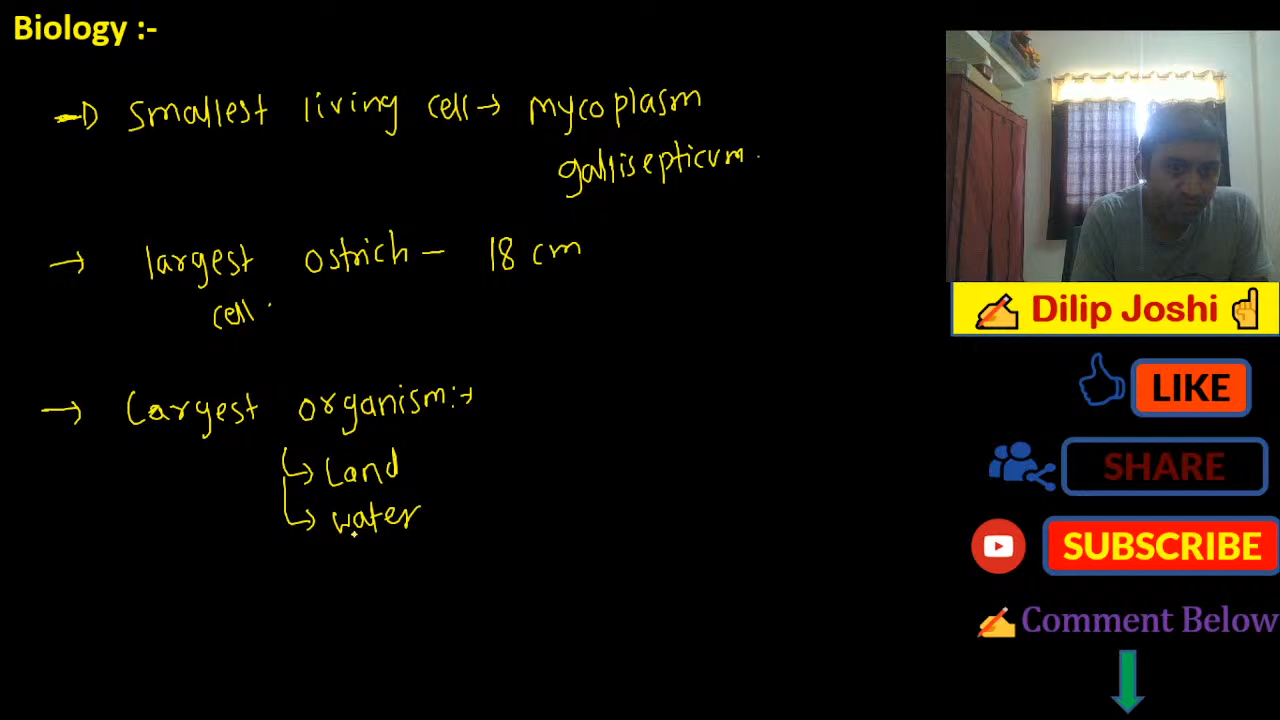 Biology :-
Smallest living cell → mycoplasm
gallisepticum.
→ largest ostrich - 18 cm
cell.
→ Largest organism :→
↳ Land
↳ water
Dilip Joshi
LIKE
SHARE
SUBSCRIBE
Comment Below